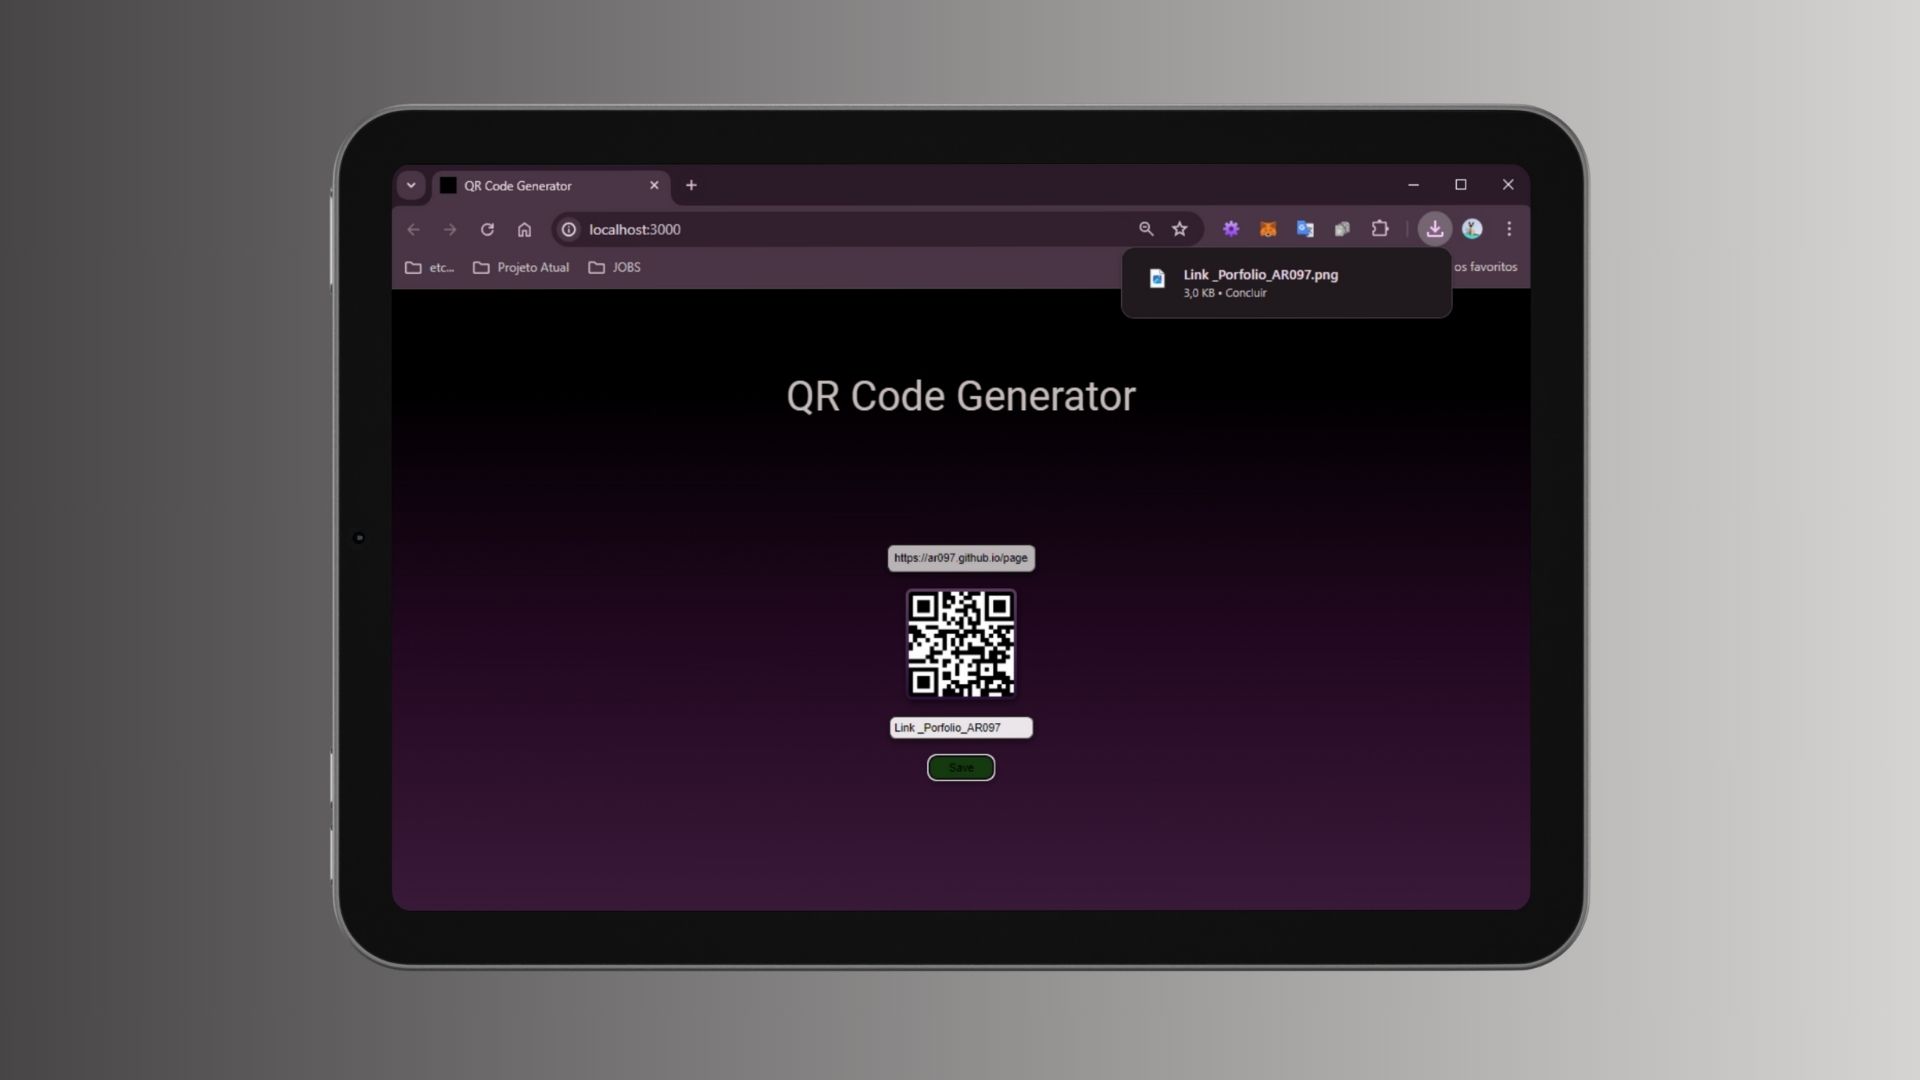 QR Code Generator
localhost:3000
etc...
Projeto Atual
JOBS
os favoritos
Link _Porfolio_AR097.png
3,0 KB • Concluir
QR Code Generator
https://ar097.github.io/page
Link _Porfolio_AR097
Save